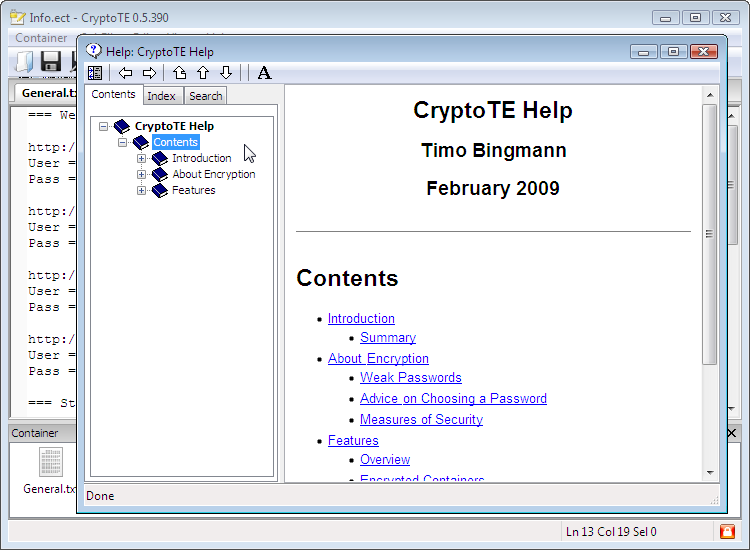 Info.ect - CryptoTE 0.5.390
Container
Help: CryptoTE Help
A
General.tx
Contents Index Search
=== We
http:/
User =
Pass =
http:/
User =
Pass =
http:/
User =
Pass =
http:/
User =
Pass =
=== St
CryptoTE Help
Contents
Introduction
About Encryption
Features
CryptoTE Help
Timo Bingmann
February 2009
Contents
Introduction
Summary
About Encryption
Weak Passwords
Advice on Choosing a Password
Measures of Security
Features
Overview
Encrypted Containers
Container
General.tx
Done
Ln 13 Col 19 Sel 0